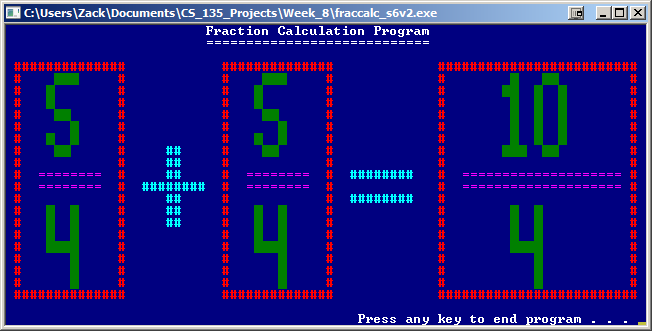 C:\Users\Zack\Documents\CS_135_Projects\Week_8\fraccalc_s6v2.exe
Fraction Calculation Program
5 + 5 = 10
4 4 4
Press any key to end program . . .